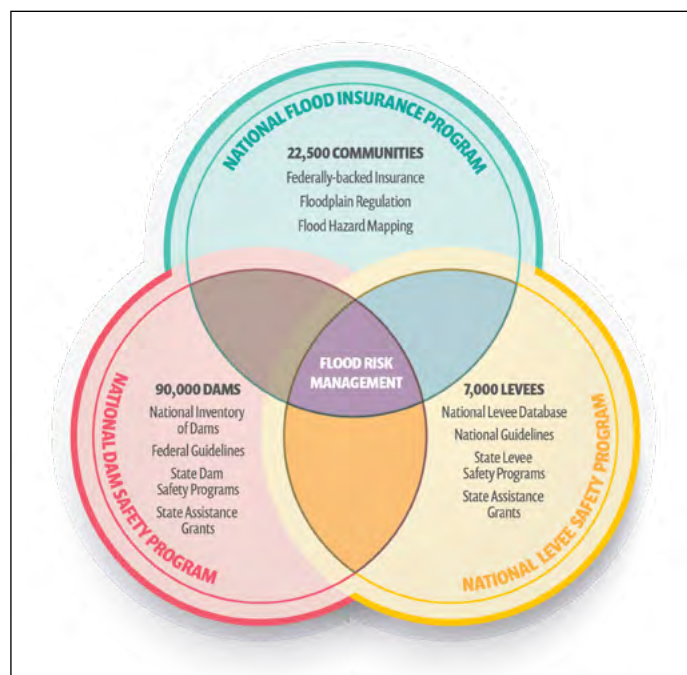 NATIONAL FLOOD INSURANCE PROGRAM
22,500 COMMUNITIES
Federally-backed Insurance
Floodplain Regulation
Flood Hazard Mapping
FLOOD RISK
MANAGEMENT
NATIONAL DAM SAFETY PROGRAM
90,000 DAMS
National Inventory
of Dams
Federal Guidelines
State Dam
Safety Programs
State Assistance
Grants
7,000 LEVEES
National Levee Database
National Guidelines
State Levee
Safety Programs
State Assistance
Grants
NATIONAL LEVEE SAFETY PROGRAM